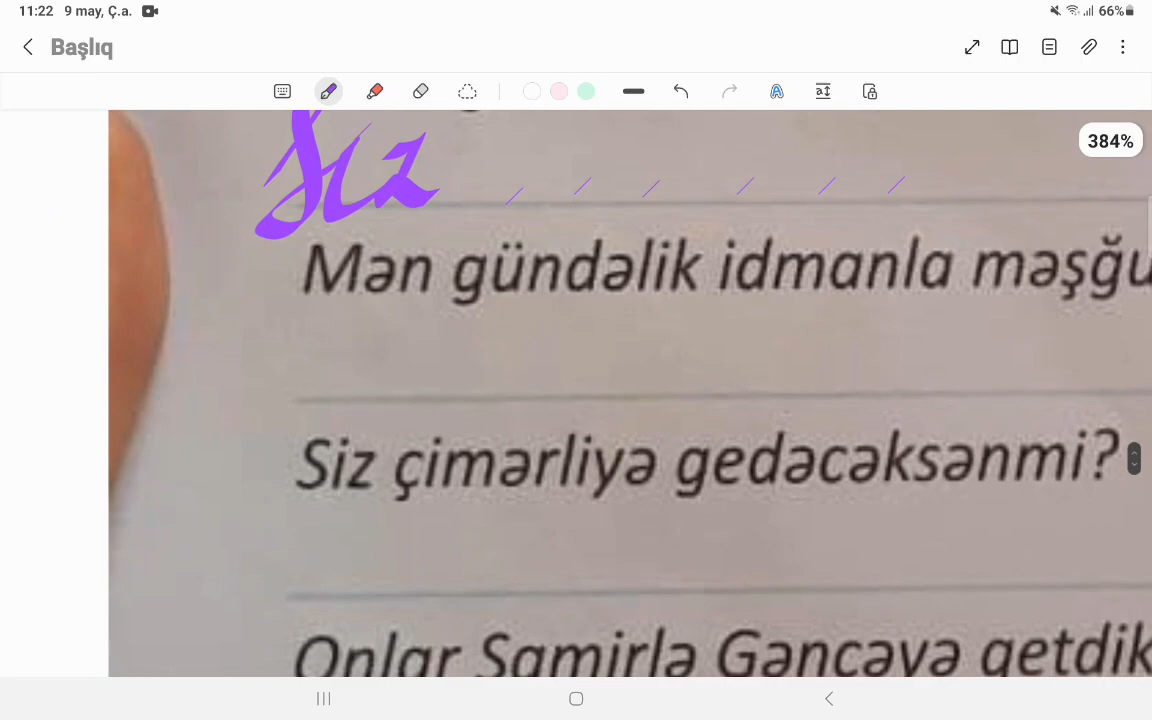 11:22 9 may, Ç.a. 66%
Başlıq
384%
Siz
Mən gündəlik idmanla məşğu
Siz çimərliyə gedəcəksənmi?
Onlar Samirlə Gəncəyə getdik